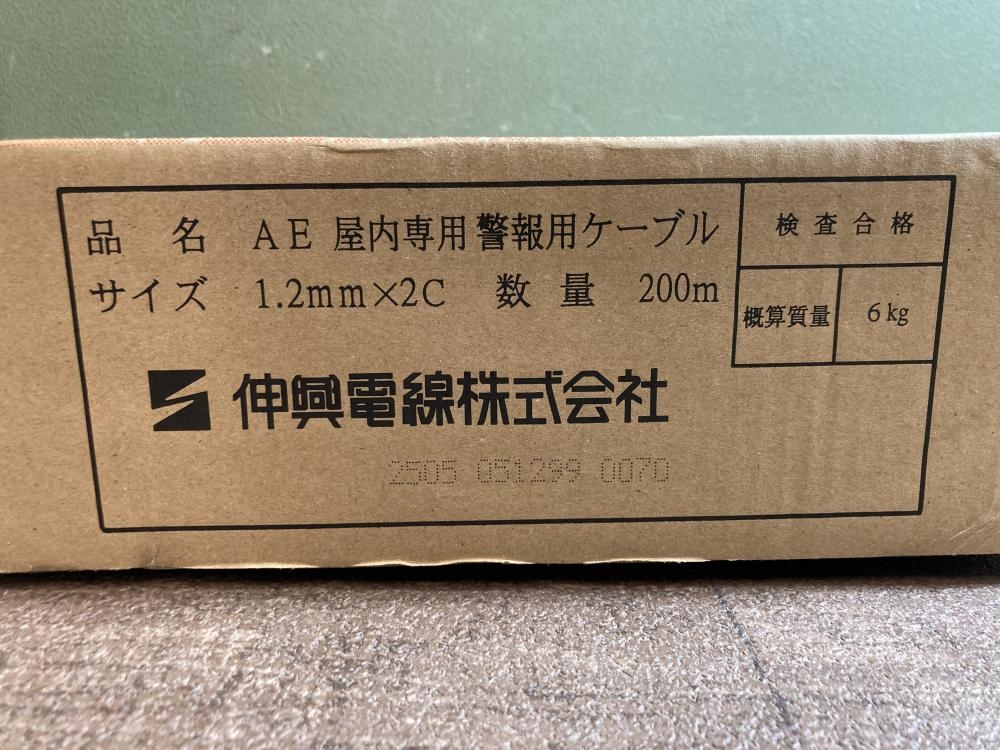 品名 AE 屋内専用警報用ケーブル
サイズ 1.2mm×2C 数量 200m
検査合格
概算質量 6kg
伸興電線株式会社
2505 051299 0070